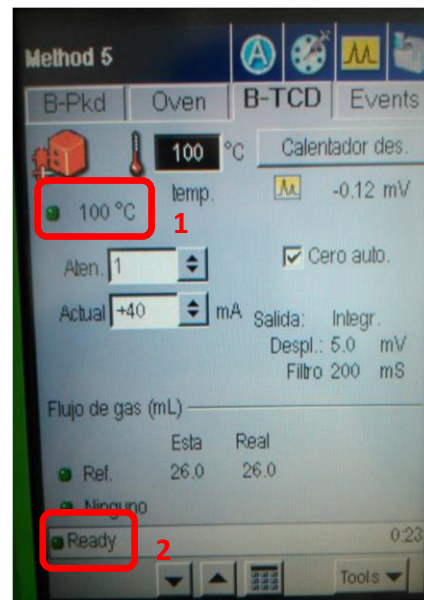 Method 5
B-Pkd Oven B-TCD Events
100 °C Calentador des.
temp. -0.12 mV
100 °C
1
Aten. 1 Cero auto.
Actual +40 mA Salida: Integr.
Despl.: 5.0 mV
Filtro 200 mS
Flujo de gas (mL)
Esta Real
Ref. 26.0 26.0
Ninguno
Ready 2 0:23
Tools